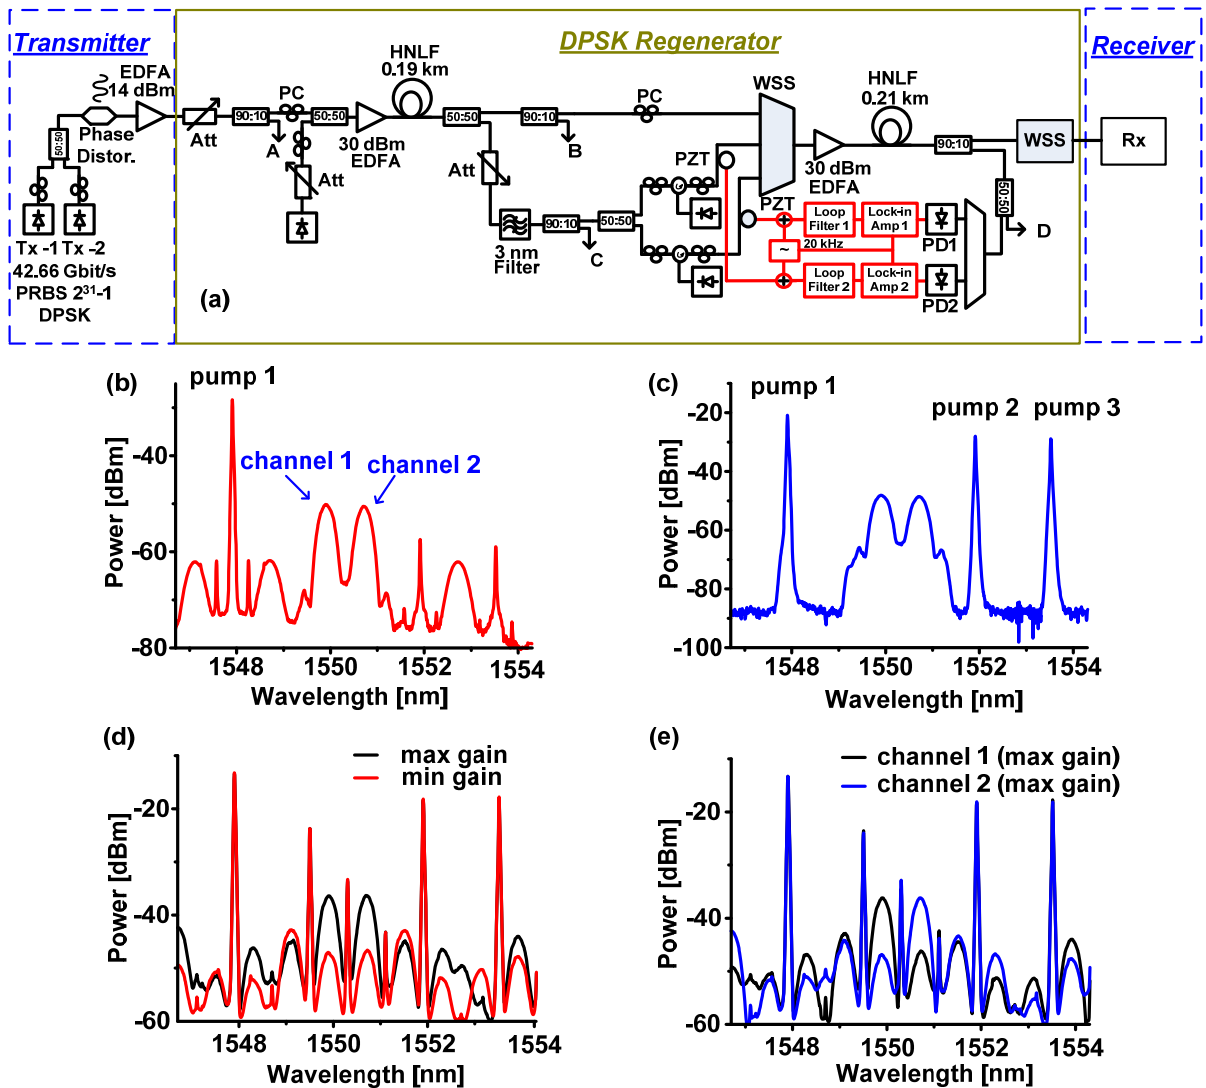 Transmitter
DPSK Regenerator
Receiver
EDFA
14 dBm
Phase
Distor.
50:50
Tx -1 Tx -2
42.66 Gbit/s
PRBS 2³¹-1
DPSK
Att
90:10
A
PC
50:50
Att
30 dBm
EDFA
HNLF
0.19 km
50:50
90:10
B
PC
Att
3 nm
Filter
90:10
C
50:50
PZT
PZT
WSS
30 dBm
EDFA
HNLF
0.21 km
90:10
WSS
Rx
50:50
D
Loop
Filter 1
Lock-in
Amp 1
PD1
20 kHz
~
Loop
Filter 2
Lock-in
Amp 2
PD2
(a)
(b)
pump 1
channel 1
channel 2
Power [dBm]
-40
-60
-80
1548
1550
1552
1554
Wavelength [nm]
(c)
pump 1
pump 2
pump 3
Power [dBm]
-20
-40
-60
-80
-100
1548
1550
1552
1554
Wavelength [nm]
(d)
max gain
min gain
Power [dBm]
-20
-40
-60
1548
1550
1552
1554
Wavelength [nm]
(e)
channel 1 (max gain)
channel 2 (max gain)
Power [dBm]
-20
-40
-60
1548
1550
1552
1554
Wavelength [nm]